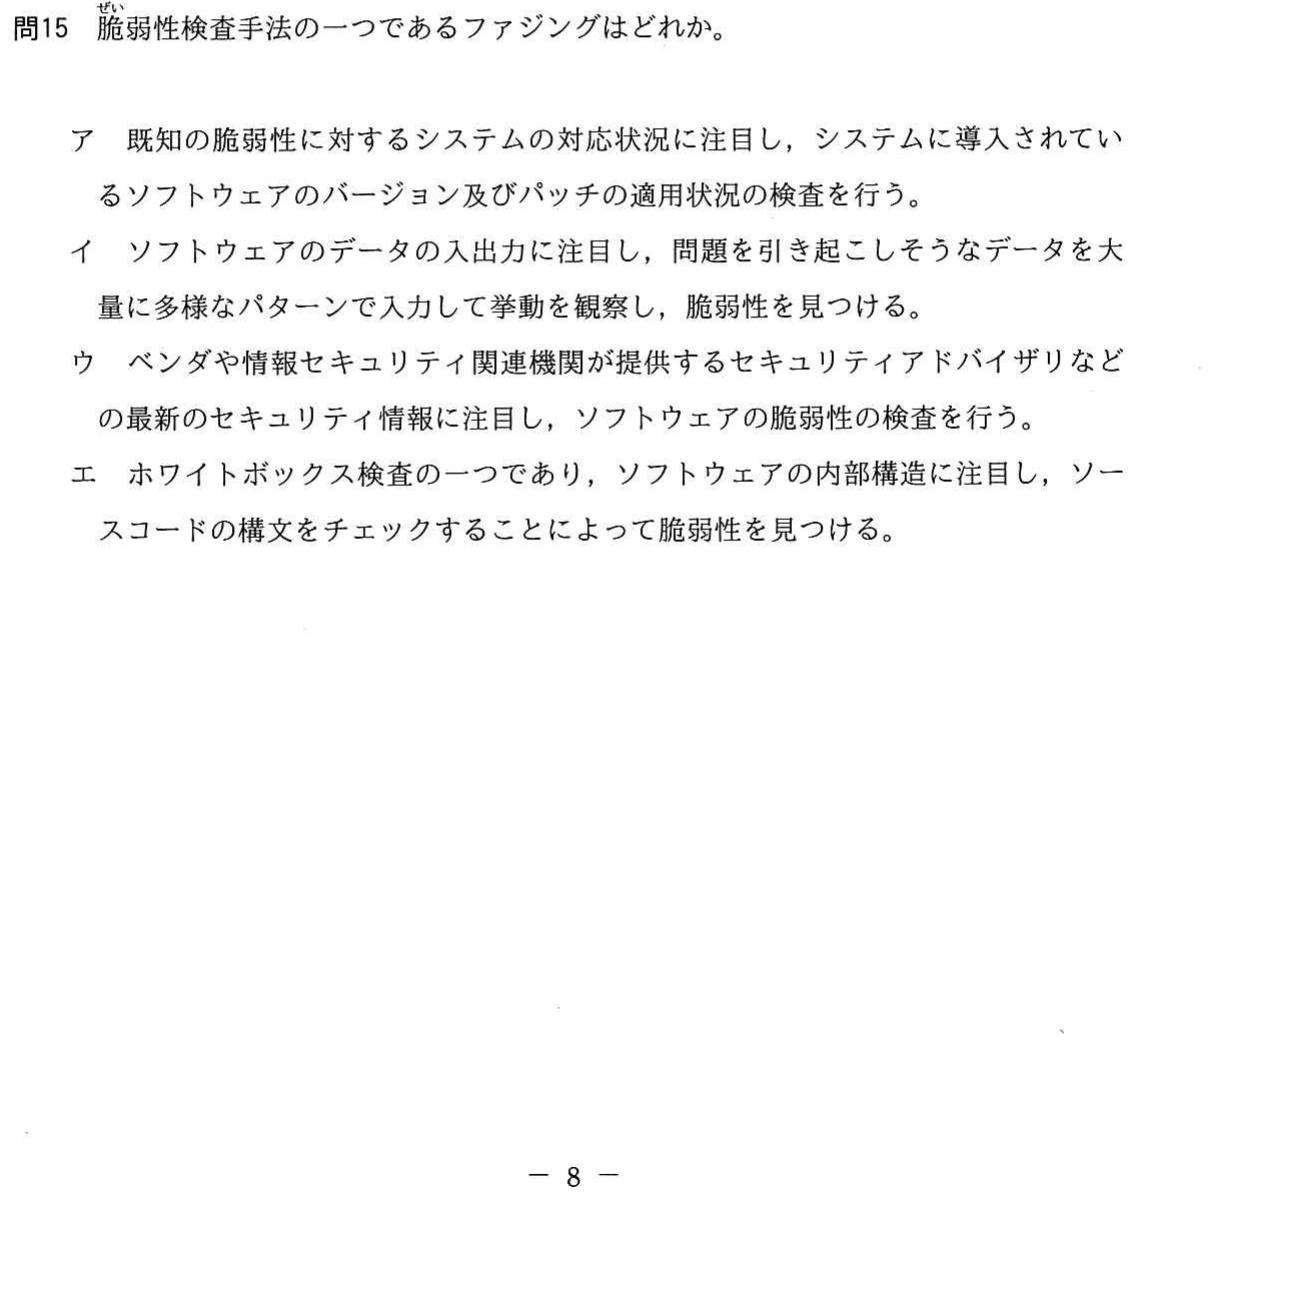 ぜい
問15 脆弱性検査手法の一つであるファジングはどれか。
ア 既知の脆弱性に対するシステムの対応状況に注目し，システムに導入されてい
るソフトウェアのバージョン及びパッチの適用状況の検査を行う。
イ ソフトウェアのデータの入出力に注目し，問題を引き起こしそうなデータを大
量に多様なパターンで入力して挙動を観察し，脆弱性を見つける。
ウ ベンダや情報セキュリティ関連機関が提供するセキュリティアドバイザリなど
の最新のセキュリティ情報に注目し，ソフトウェアの脆弱性の検査を行う。
エ ホワイトボックス検査の一つであり，ソフトウェアの内部構造に注目し，ソー
スコードの構文をチェックすることによって脆弱性を見つける。
－ 8 －